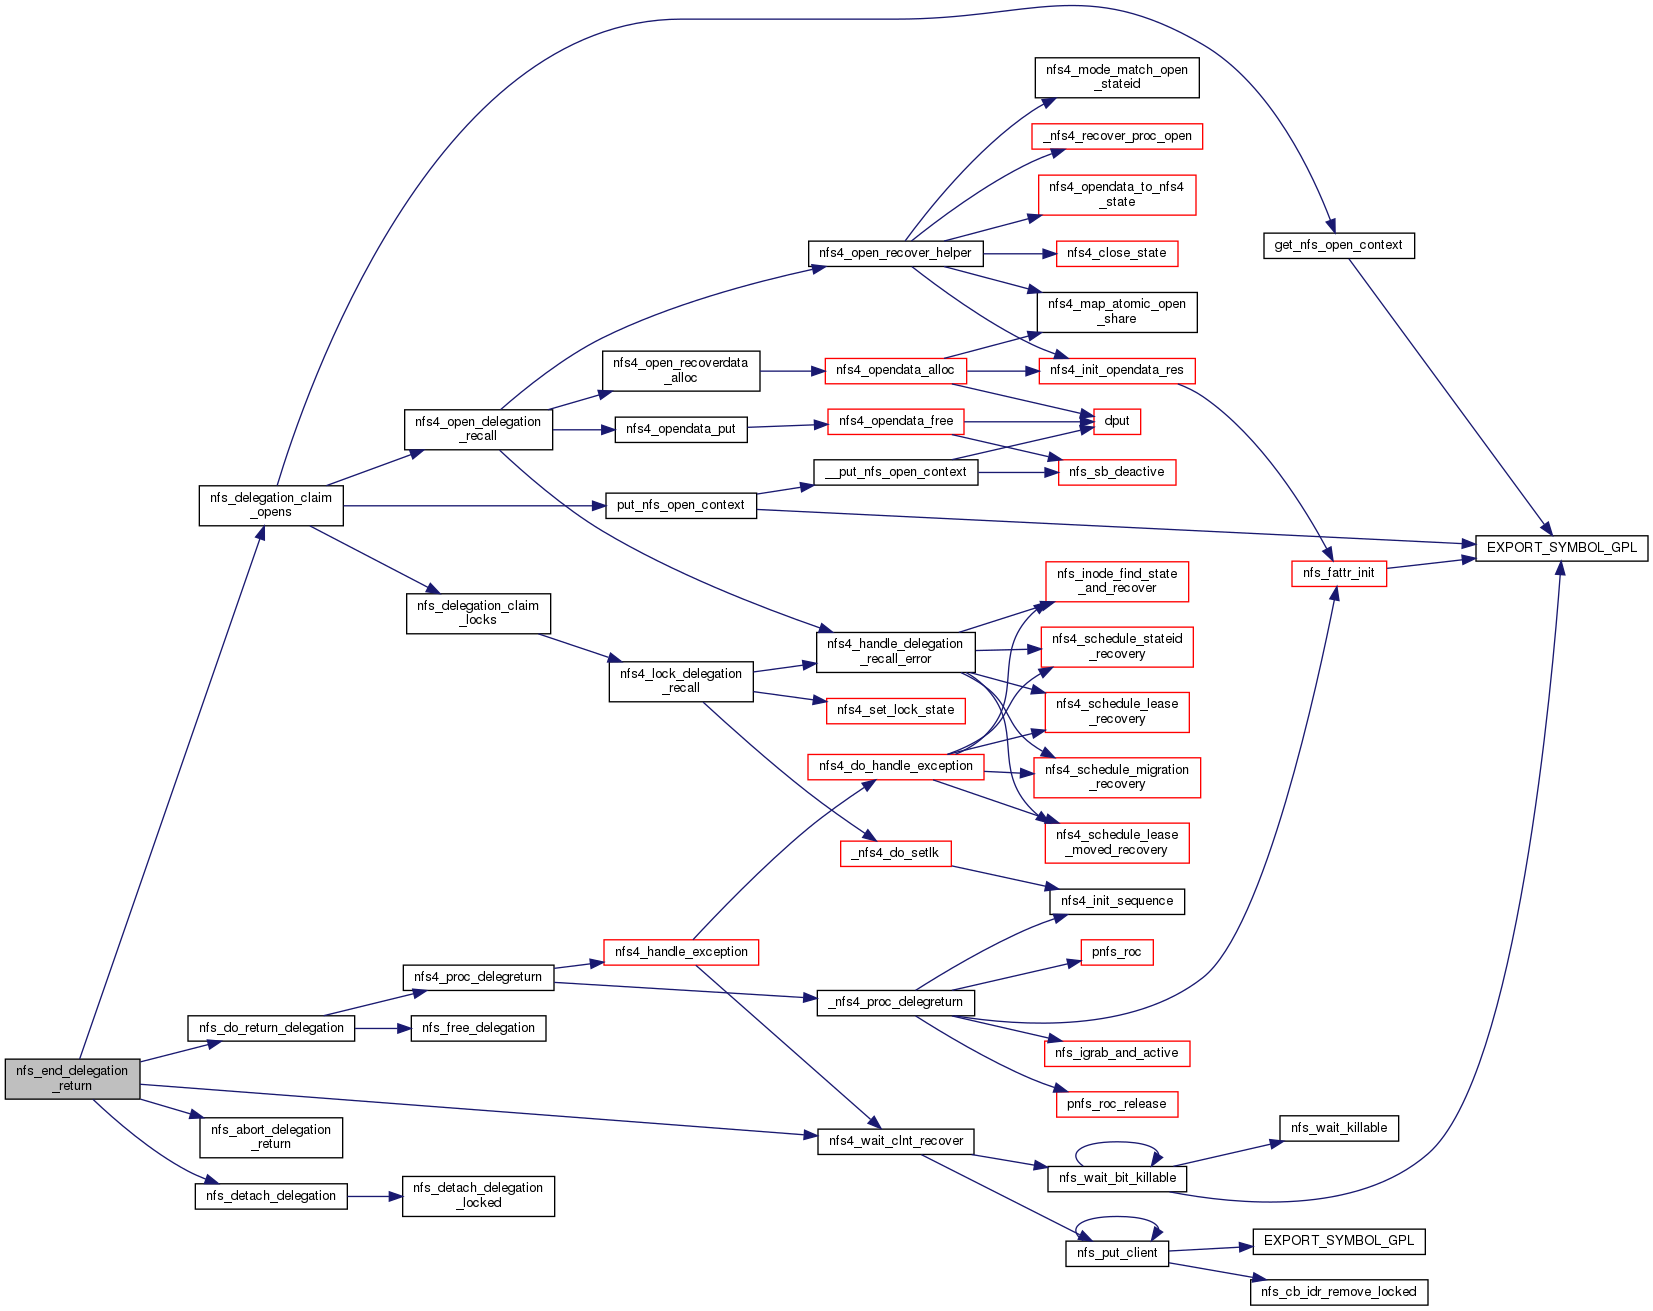 nfs4_mode_match_open
_stateid
_nfs4_recover_proc_open
nfs4_opendata_to_nfs4
_state
get_nfs_open_context
nfs4_open_recover_helper
nfs4_close_state
nfs4_map_atomic_open
_share
nfs4_open_recoverdata
_alloc
nfs4_opendata_alloc
nfs4_init_opendata_res
nfs4_open_delegation
_recall
nfs4_opendata_put
nfs4_opendata_free
dput
__put_nfs_open_context
nfs_sb_deactive
nfs_delegation_claim
_opens
put_nfs_open_context
EXPORT_SYMBOL_GPL
nfs_fattr_init
nfs_inode_find_state
_and_recover
nfs_delegation_claim
_locks
nfs4_handle_delegation
_recall_error
nfs4_schedule_stateid
_recovery
nfs4_lock_delegation
_recall
nfs4_set_lock_state
nfs4_schedule_lease
_recovery
nfs4_do_handle_exception
nfs4_schedule_migration
_recovery
nfs4_schedule_lease
_moved_recovery
_nfs4_do_setlk
nfs4_init_sequence
nfs4_handle_exception
pnfs_roc
nfs4_proc_delegreturn
_nfs4_proc_delegreturn
nfs_do_return_delegation
nfs_free_delegation
nfs_igrab_and_active
nfs_end_delegation
_return
pnfs_roc_release
nfs_abort_delegation
_return
nfs4_wait_clnt_recover
nfs_wait_killable
nfs_wait_bit_killable
nfs_detach_delegation
nfs_detach_delegation
_locked
nfs_put_client
EXPORT_SYMBOL_GPL
nfs_cb_idr_remove_locked